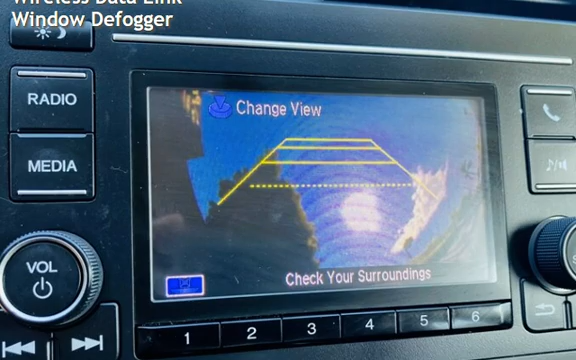 Wireless Data Link
Window Defogger
RADIO
MEDIA
VOL
Change View
Check Your Surroundings
1 2 3 4 5 6